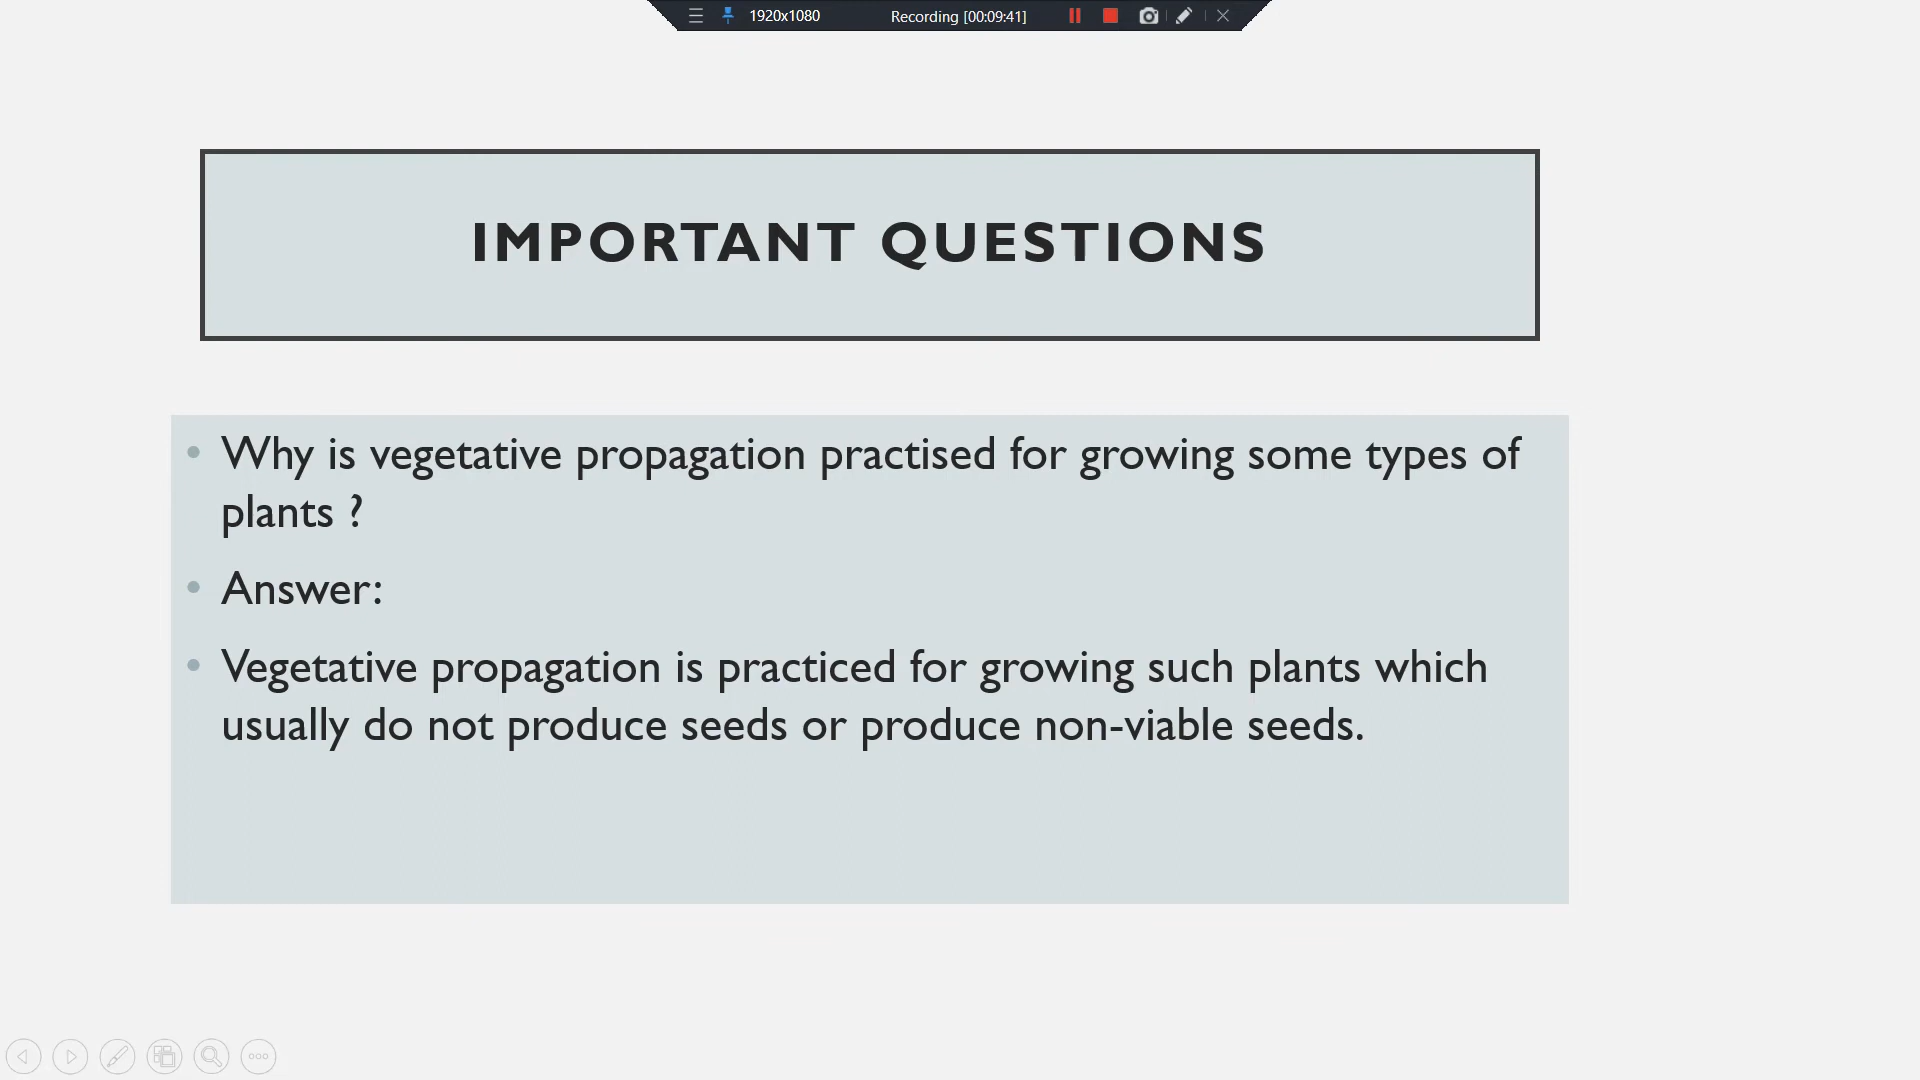 1920x1080 Recording [00:09:41]
IMPORTANT QUESTIONS
• Why is vegetative propagation practised for growing some types of
plants ?
• Answer:
• Vegetative propagation is practiced for growing such plants which
usually do not produce seeds or produce non-viable seeds.